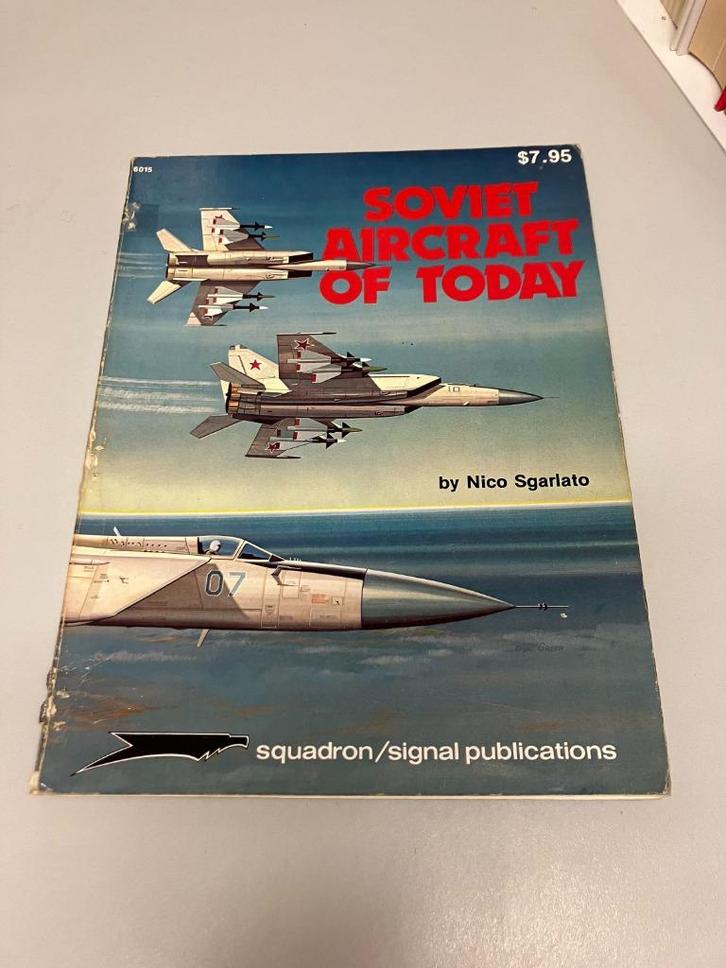 6015
$7.95
SOVIET
AIRCRAFT
OF TODAY
10
by Nico Sgarlato
07
squadron/signal publications